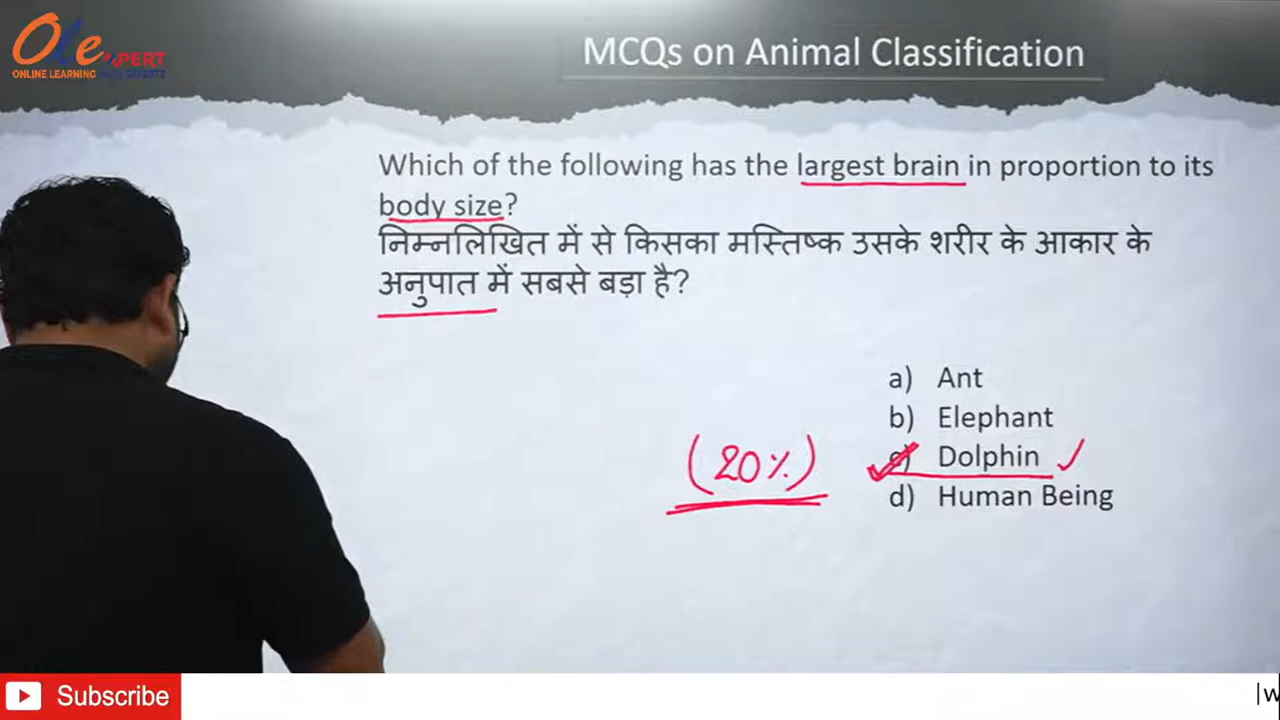 Ole XPERT
ONLINE LEARNING WITH EXPERTS
MCQs on Animal Classification
Which of the following has the largest brain in proportion to its
body size?
निम्नलिखित में से किसका मस्तिष्क उसके शरीर के आकार के
अनुपात में सबसे बड़ा है?
a) Ant
b) Elephant
c) Dolphin
(20%)
d) Human Being
Subscribe
|w